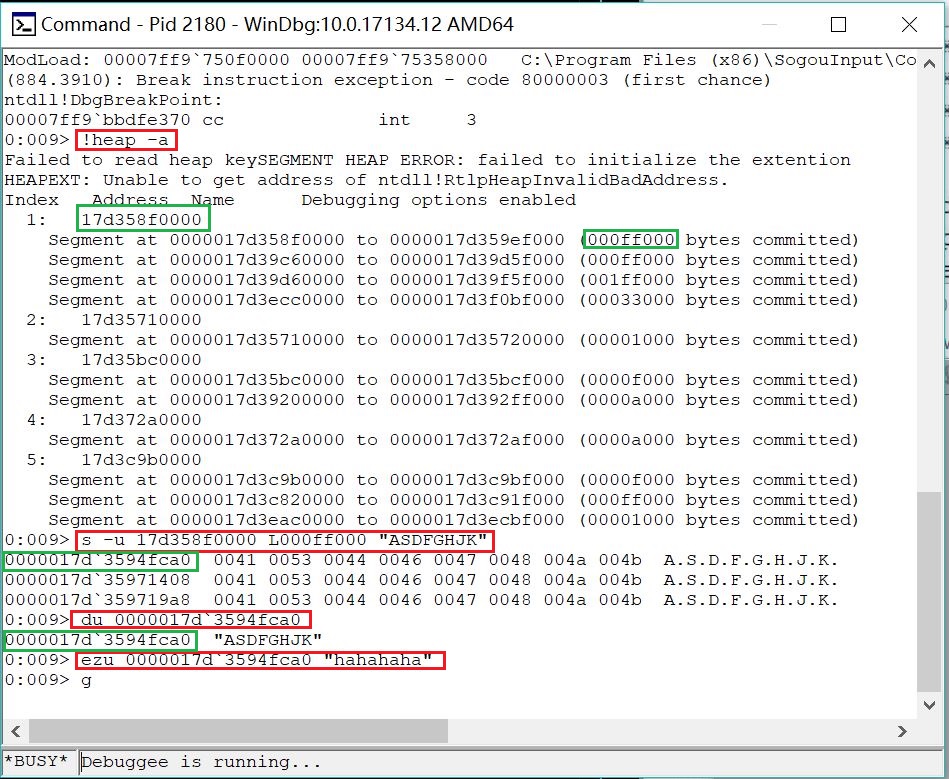 Command - Pid 2180 - WinDbg:10.0.17134.12 AMD64
ModLoad: 00007ff9`750f0000 00007ff9`75358000   C:\Program Files (x86)\SogouInput\Co
(884.3910): Break instruction exception - code 80000003 (first chance)
ntdll!DbgBreakPoint:
00007ff9`bbdfe370 cc              int     3
0:009> !heap -a
Failed to read heap keySEGMENT HEAP ERROR: failed to initialize the extention
HEAPEXT: Unable to get address of ntdll!RtlpHeapInvalidBadAddress.
Index   Address  Name      Debugging options enabled
  1:   17d358f0000
    Segment at 0000017d358f0000 to 0000017d359ef000 (000ff000 bytes committed)
    Segment at 0000017d39c60000 to 0000017d39d5f000 (000ff000 bytes committed)
    Segment at 0000017d39d60000 to 0000017d39f5f000 (001ff000 bytes committed)
    Segment at 0000017d3ecc0000 to 0000017d3f0bf000 (00033000 bytes committed)
  2:   17d35710000
    Segment at 0000017d35710000 to 0000017d35720000 (00001000 bytes committed)
  3:   17d35bc0000
    Segment at 0000017d35bc0000 to 0000017d35bcf000 (0000f000 bytes committed)
    Segment at 0000017d39200000 to 0000017d392ff000 (0000a000 bytes committed)
  4:   17d372a0000
    Segment at 0000017d372a0000 to 0000017d372af000 (0000a000 bytes committed)
  5:   17d3c9b0000
    Segment at 0000017d3c9b0000 to 0000017d3c9bf000 (0000f000 bytes committed)
    Segment at 0000017d3c820000 to 0000017d3c91f000 (000ff000 bytes committed)
    Segment at 0000017d3eac0000 to 0000017d3ecbf000 (00001000 bytes committed)
0:009> s -u 17d358f0000 L000ff000 "ASDFGHJK"
0000017d`3594fca0  0041 0053 0044 0046 0047 0048 004a 004b  A.S.D.F.G.H.J.K.
0000017d`35971408  0041 0053 0044 0046 0047 0048 004a 004b  A.S.D.F.G.H.J.K.
0000017d`359719a8  0041 0053 0044 0046 0047 0048 004a 004b  A.S.D.F.G.H.J.K.
0:009> du 0000017d`3594fca0
0000017d`3594fca0  "ASDFGHJK"
0:009> ezu 0000017d`3594fca0 "hahahaha"
0:009> g
*BUSY* Debuggee is running...